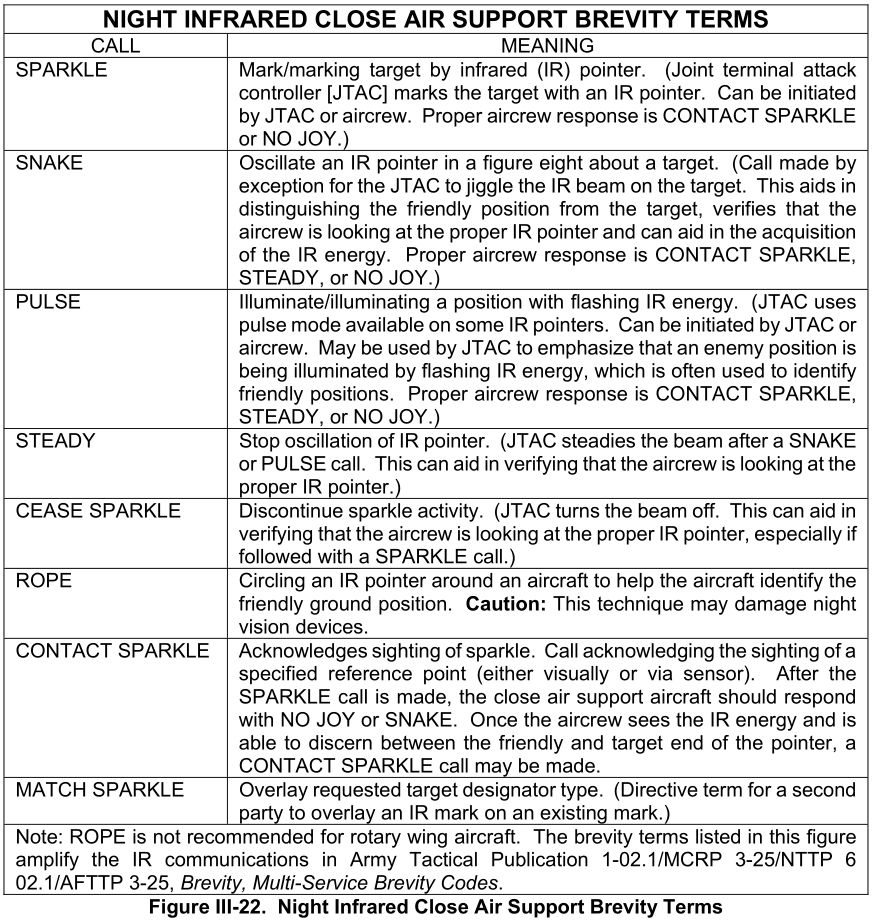 NIGHT INFRARED CLOSE AIR SUPPORT BREVITY TERMS
CALL MEANING
SPARKLE Mark/marking target by infrared (IR) pointer. (Joint terminal attack
controller [JTAC] marks the target with an IR pointer. Can be initiated
by JTAC or aircrew. Proper aircrew response is CONTACT SPARKLE
or NO JOY.)
SNAKE Oscillate an IR pointer in a figure eight about a target. (Call made by
exception for the JTAC to jiggle the IR beam on the target. This aids in
distinguishing the friendly position from the target, verifies that the
aircrew is looking at the proper IR pointer and can aid in the acquisition
of the IR energy. Proper aircrew response is CONTACT SPARKLE,
STEADY, or NO JOY.)
PULSE Illuminate/illuminating a position with flashing IR energy. (JTAC uses
pulse mode available on some IR pointers. Can be initiated by JTAC or
aircrew. May be used by JTAC to emphasize that an enemy position is
being illuminated by flashing IR energy, which is often used to identify
friendly positions. Proper aircrew response is CONTACT SPARKLE,
STEADY, or NO JOY.)
STEADY Stop oscillation of IR pointer. (JTAC steadies the beam after a SNAKE
or PULSE call. This can aid in verifying that the aircrew is looking at the
proper IR pointer.)
CEASE SPARKLE Discontinue sparkle activity. (JTAC turns the beam off. This can aid in
verifying that the aircrew is looking at the proper IR pointer, especially if
followed with a SPARKLE call.)
ROPE Circling an IR pointer around an aircraft to help the aircraft identify the
friendly ground position. Caution: This technique may damage night
vision devices.
CONTACT SPARKLE Acknowledges sighting of sparkle. Call acknowledging the sighting of a
specified reference point (either visually or via sensor). After the
SPARKLE call is made, the close air support aircraft should respond
with NO JOY or SNAKE. Once the aircrew sees the IR energy and is
able to discern between the friendly and target end of the pointer, a
CONTACT SPARKLE call may be made.
MATCH SPARKLE Overlay requested target designator type. (Directive term for a second
party to overlay an IR mark on an existing mark.)
Note: ROPE is not recommended for rotary wing aircraft. The brevity terms listed in this figure
amplify the IR communications in Army Tactical Publication 1-02.1/MCRP 3-25/NTTP 6
02.1/AFTTP 3-25, Brevity, Multi-Service Brevity Codes.
Figure III-22. Night Infrared Close Air Support Brevity Terms